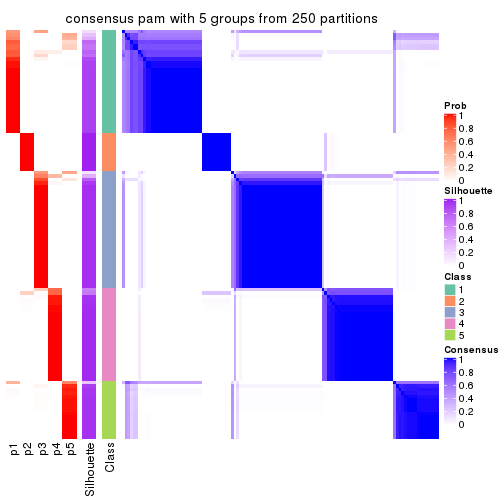 consensus pam with 5 groups from 250 partitions
Prob
1
0.8
0.6
0.4
0.2
0
Silhouette
1
0.8
0.6
0.4
0.2
0
Class
1
2
3
4
5
Consensus
1
0.8
0.6
0.4
0.2
0
p1
p2
p3
p4
p5
Silhouette
Class